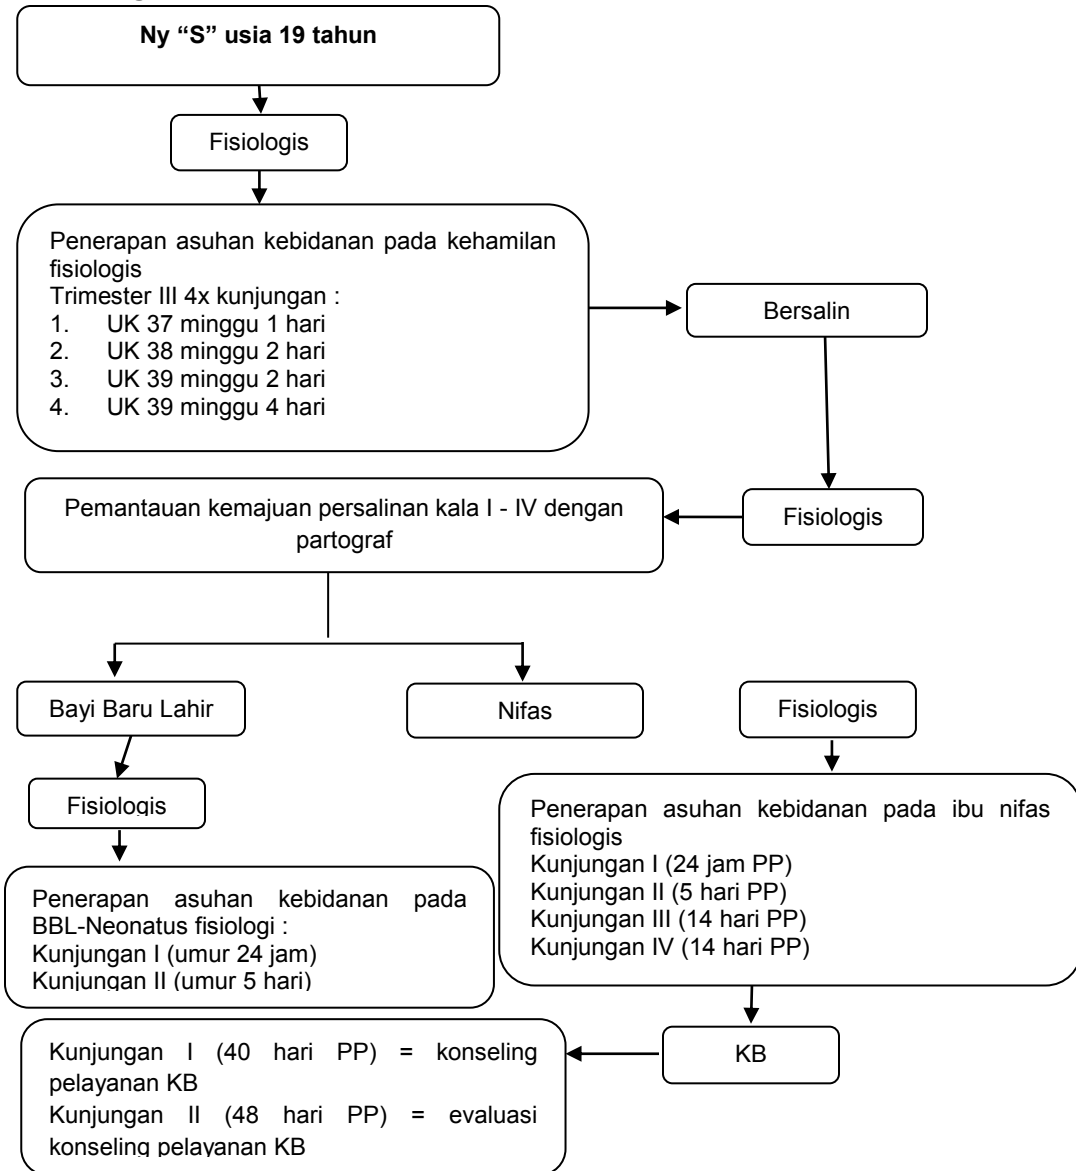 Ny “S” usia 19 tahun
Fisiologis
Penerapan asuhan kebidanan pada kehamilan
fisiologis
Trimester III 4x kunjungan :
1. UK 37 minggu 1 hari
2. UK 38 minggu 2 hari
3. UK 39 minggu 2 hari
4. UK 39 minggu 4 hari
Bersalin
Fisiologis
Pemantauan kemajuan persalinan kala I - IV dengan
partograf
Bayi Baru Lahir
Nifas
Fisiologis
Fisiologis
Penerapan asuhan kebidanan pada
BBL-Neonatus fisiologi :
Kunjungan I (umur 24 jam)
Kunjungan II (umur 5 hari)
Penerapan asuhan kebidanan pada ibu nifas
fisiologis
Kunjungan I (24 jam PP)
Kunjungan II (5 hari PP)
Kunjungan III (14 hari PP)
Kunjungan IV (14 hari PP)
KB
Kunjungan I (40 hari PP) = konseling
pelayanan KB
Kunjungan II (48 hari PP) = evaluasi
konseling pelayanan KB